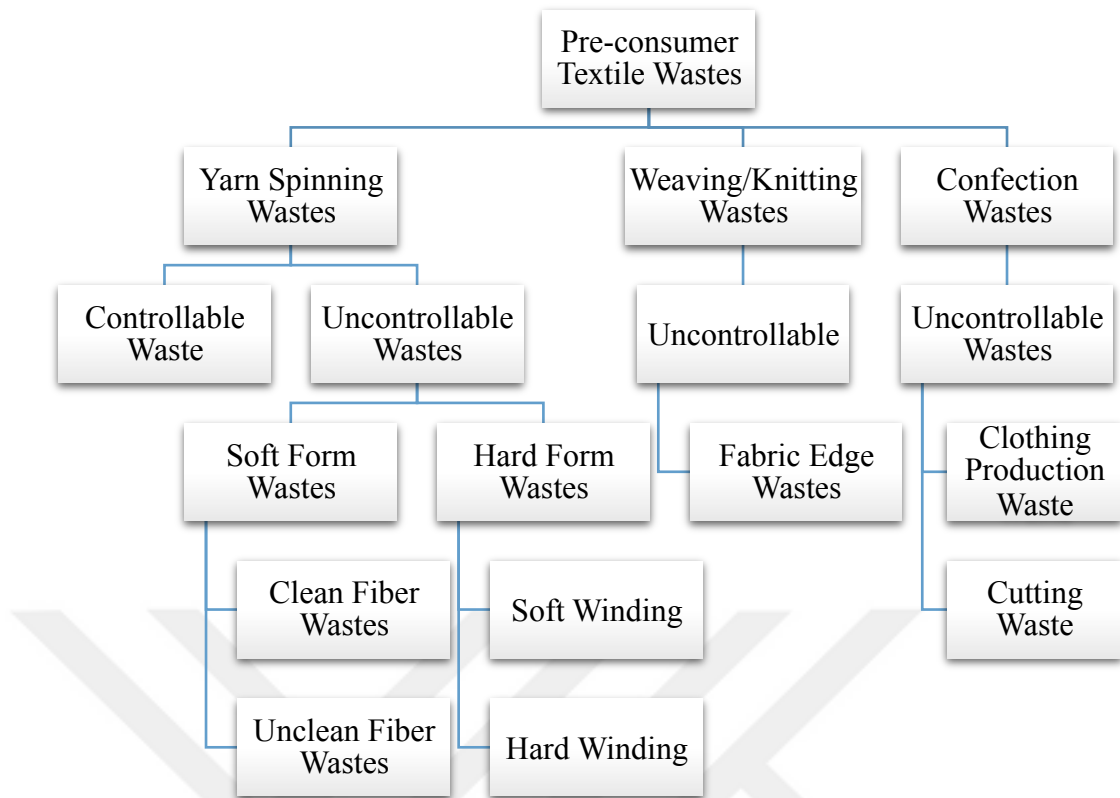 Pre-consumer
Textile Wastes
Yarn Spinning
Wastes
Weaving/Knitting
Wastes
Confection
Wastes
Controllable
Waste
Uncontrollable
Wastes
Uncontrollable
Uncontrollable
Wastes
Soft Form
Wastes
Hard Form
Wastes
Fabric Edge
Wastes
Clothing
Production
Waste
Clean Fiber
Wastes
Soft Winding
Cutting
Waste
Unclean Fiber
Wastes
Hard Winding